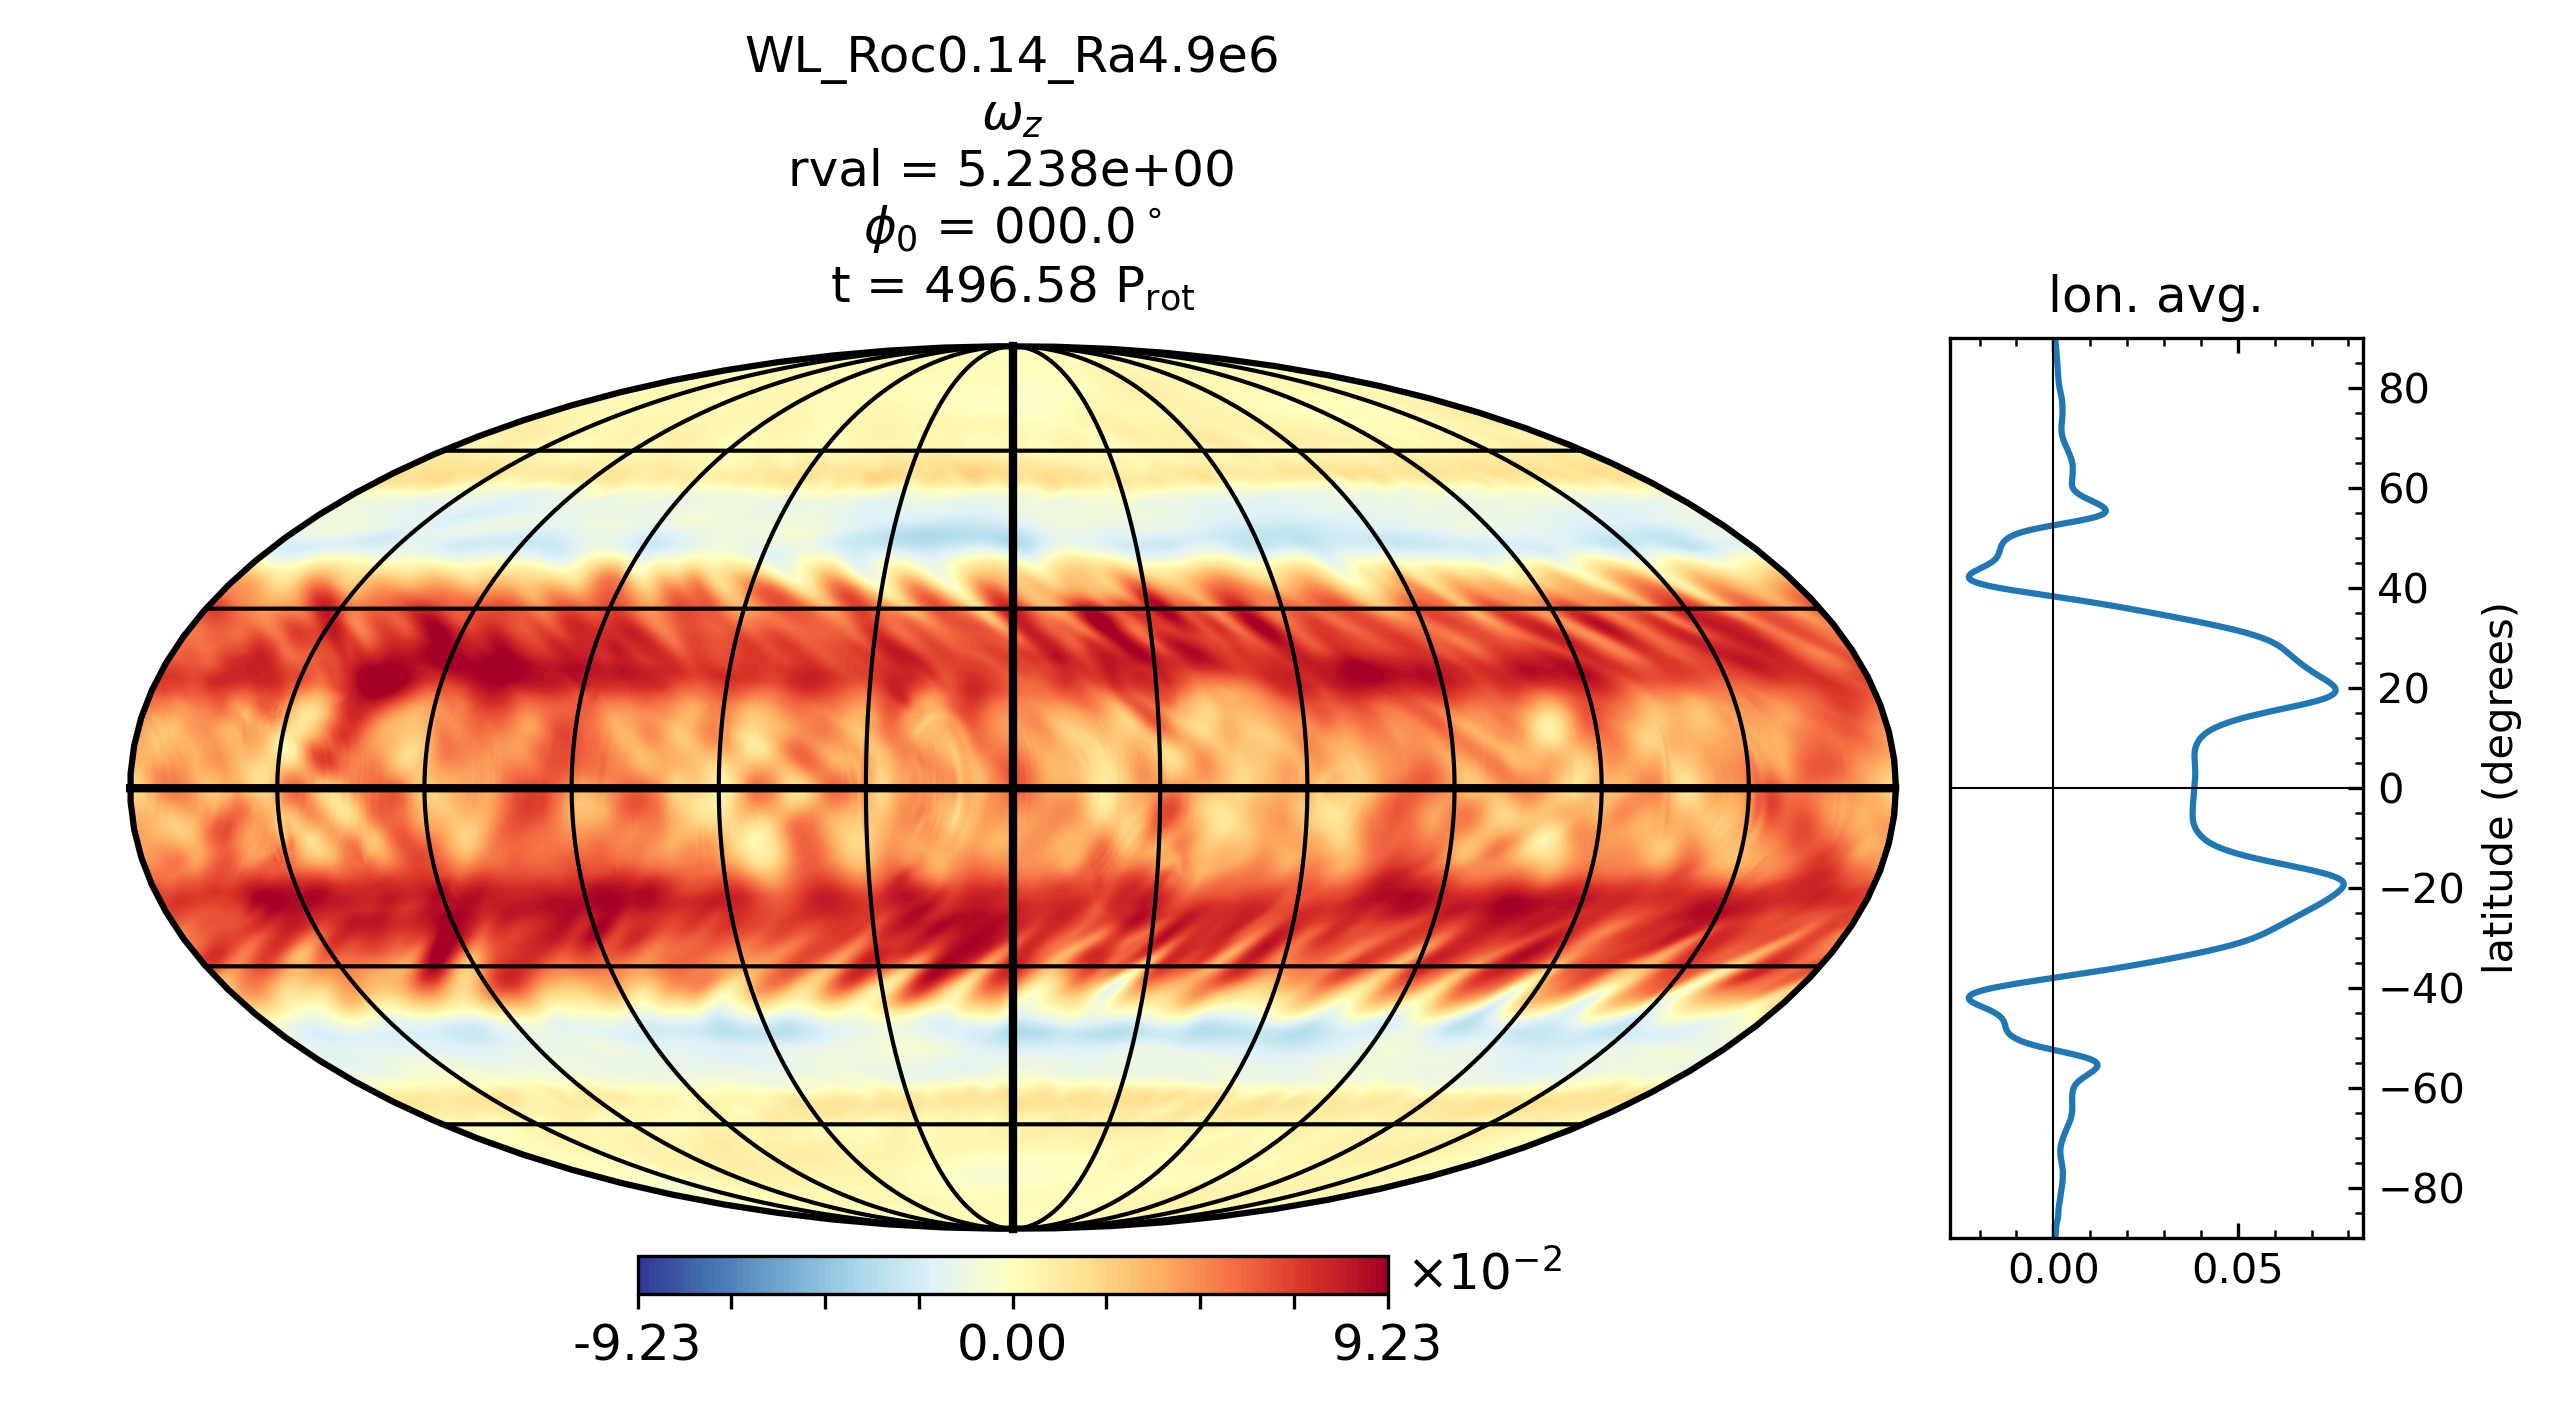 WL_Roc0.14_Ra4.9e6
ω_z
rval = 5.238e+00
ϕ₀ = 000.0°
t = 496.58 P_rot
lon. avg.
80
60
40
20
0
−20
−40
−60
−80
latitude (degrees)
0.00 0.05
×10⁻²
-9.23 0.00 9.23